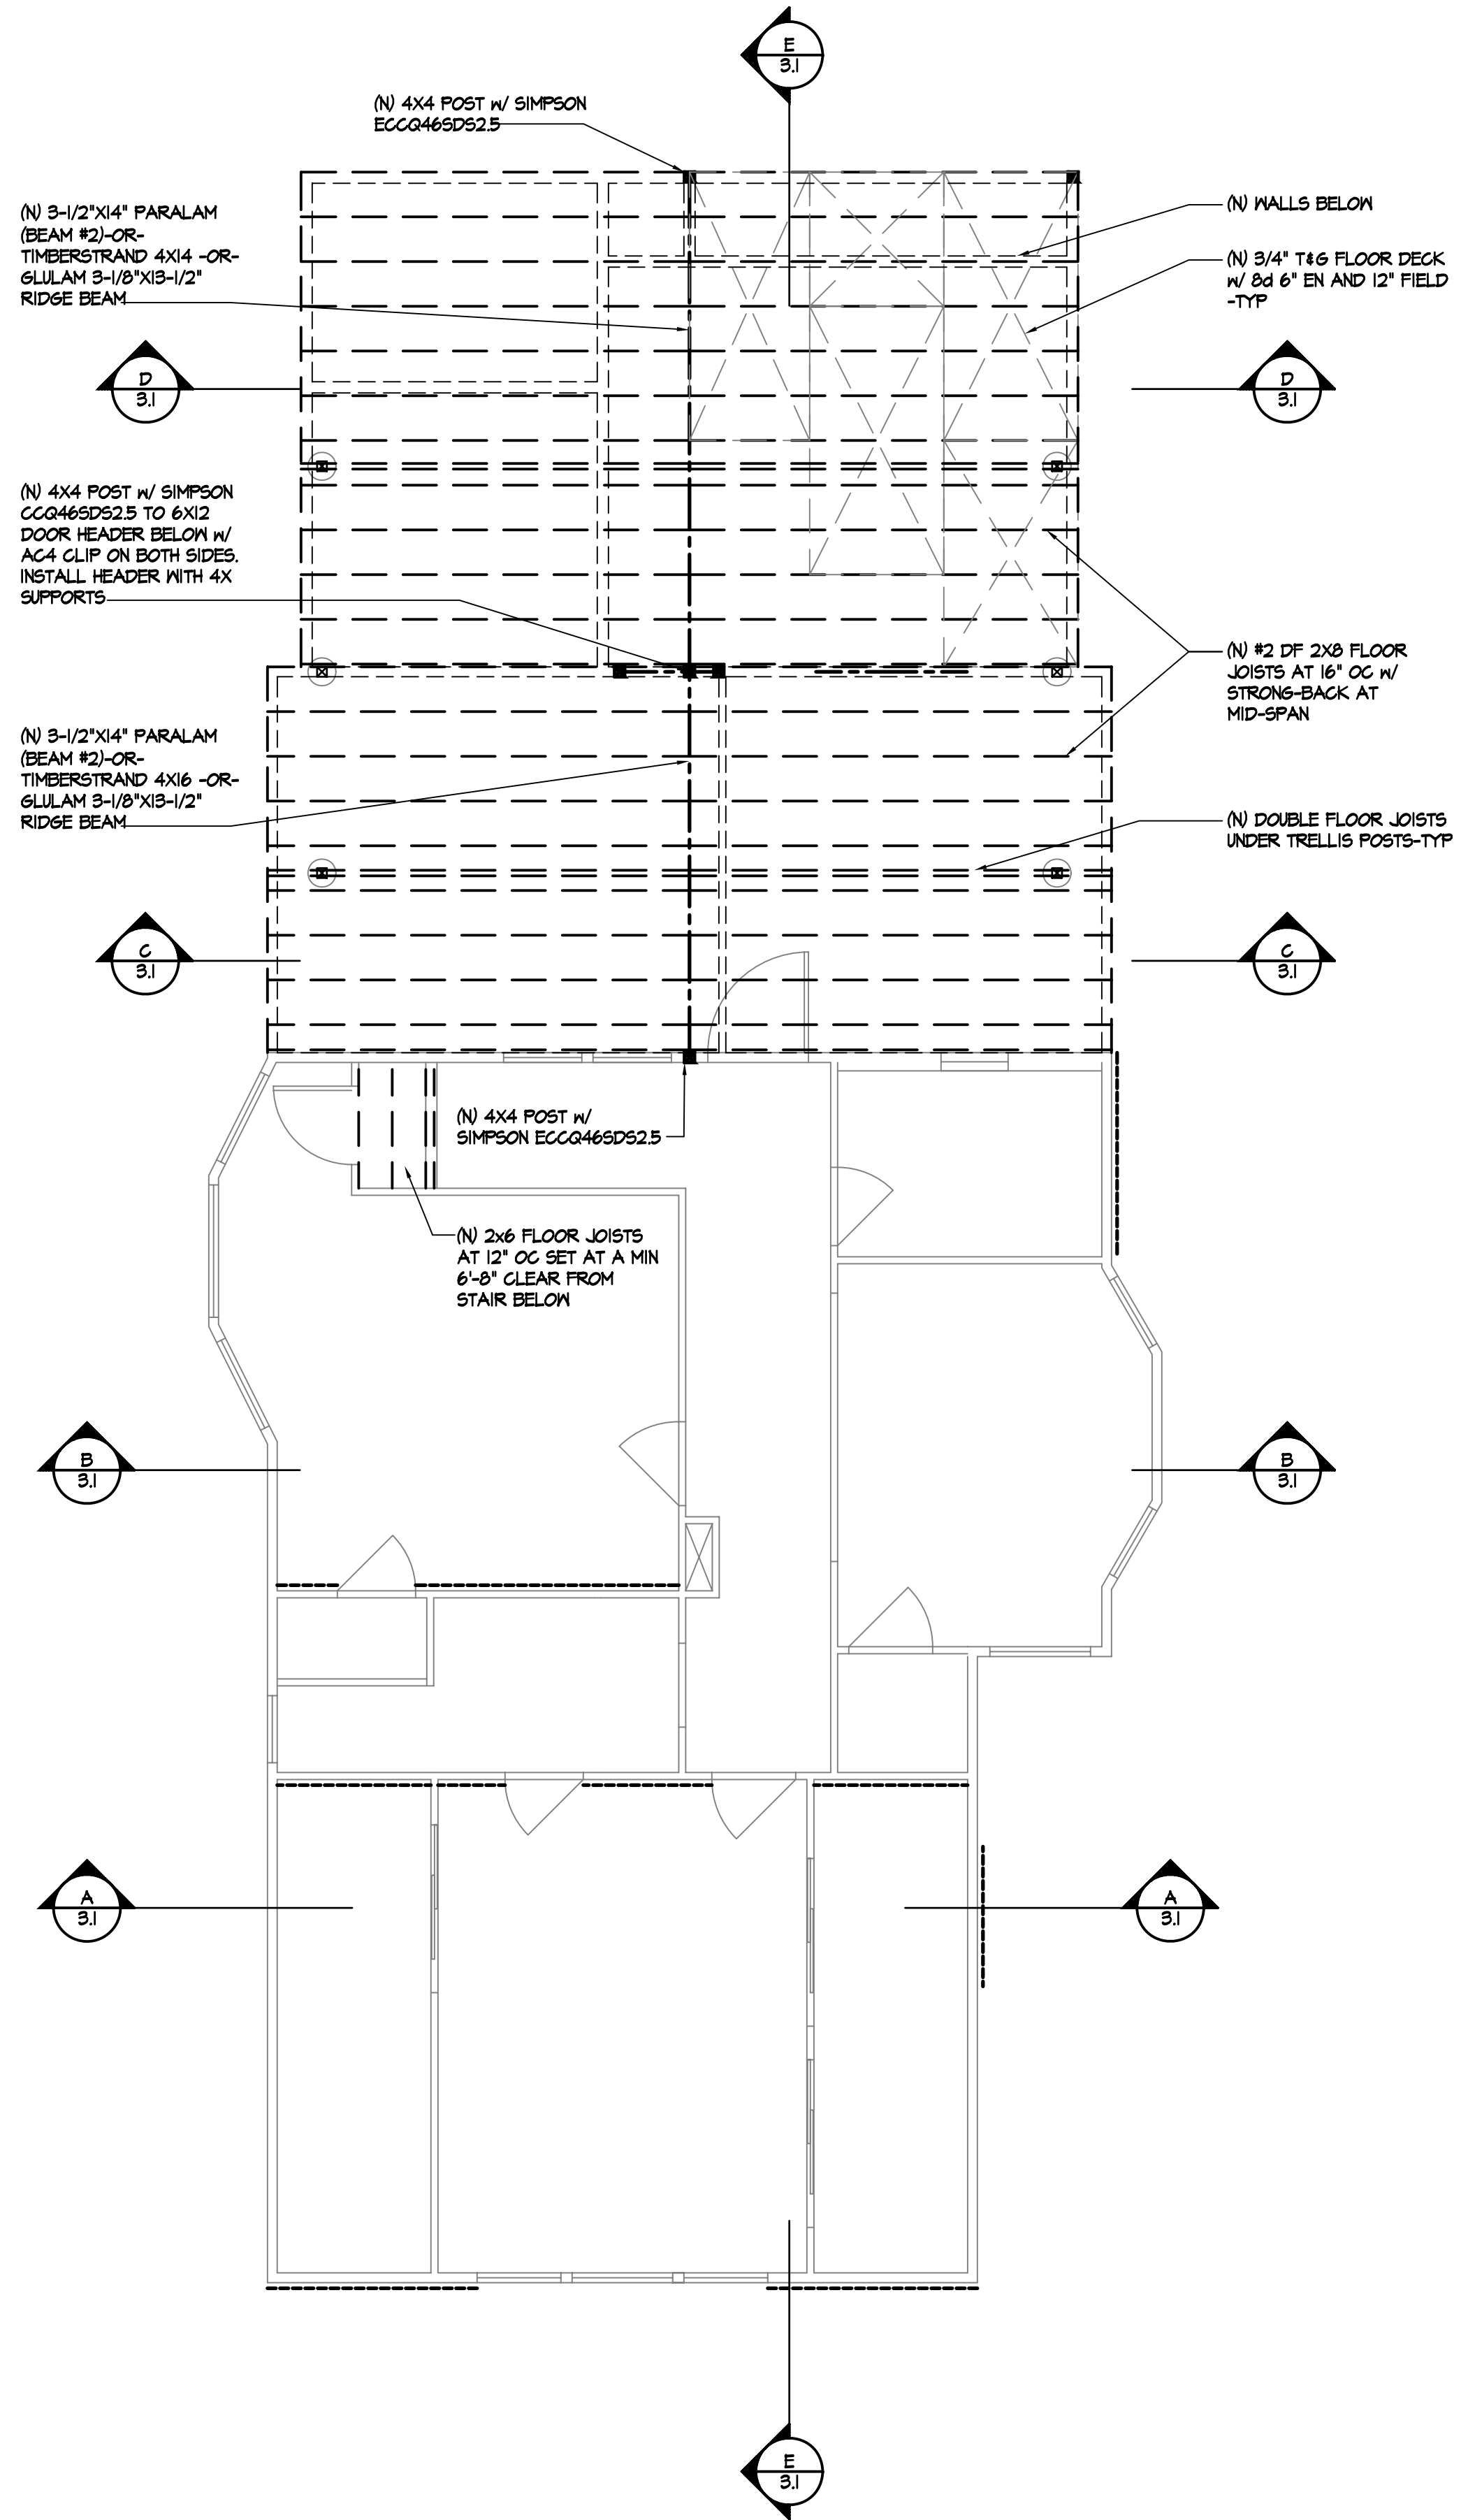 E
3.1
(N) 4X4 POST w/ SIMPSON
ECCQ46SDS2.5
(N) 3-1/2"X14" PARALAM
(BEAM #2)-OR-
TIMBERSTRAND 4X14 -OR-
GLULAM 3-1/8"X13-1/2"
RIDGE BEAM
(N) WALLS BELOW
(N) 3/4" T&G FLOOR DECK
w/ 8d 6" EN AND 12" FIELD
-TYP
D
3.1
D
3.1
(N) 4X4 POST w/ SIMPSON
CCQ46SDS2.5 TO 6X12
DOOR HEADER BELOW w/
AC4 CLIP ON BOTH SIDES.
INSTALL HEADER WITH 4X
SUPPORTS
(N) #2 DF 2X8 FLOOR
JOISTS AT 16" OC w/
STRONG-BACK AT
MID-SPAN
(N) 3-1/2"X14" PARALAM
(BEAM #2)-OR-
TIMBERSTRAND 4X16 -OR-
GLULAM 3-1/8"X13-1/2"
RIDGE BEAM
(N) DOUBLE FLOOR JOISTS
UNDER TRELLIS POSTS-TYP
C
3.1
C
3.1
(N) 4X4 POST w/
SIMPSON ECCQ46SDS2.5
(N) 2x6 FLOOR JOISTS
AT 12" OC SET AT A MIN
6'-8" CLEAR FROM
STAIR BELOW
B
3.1
B
3.1
A
3.1
A
3.1
E
3.1